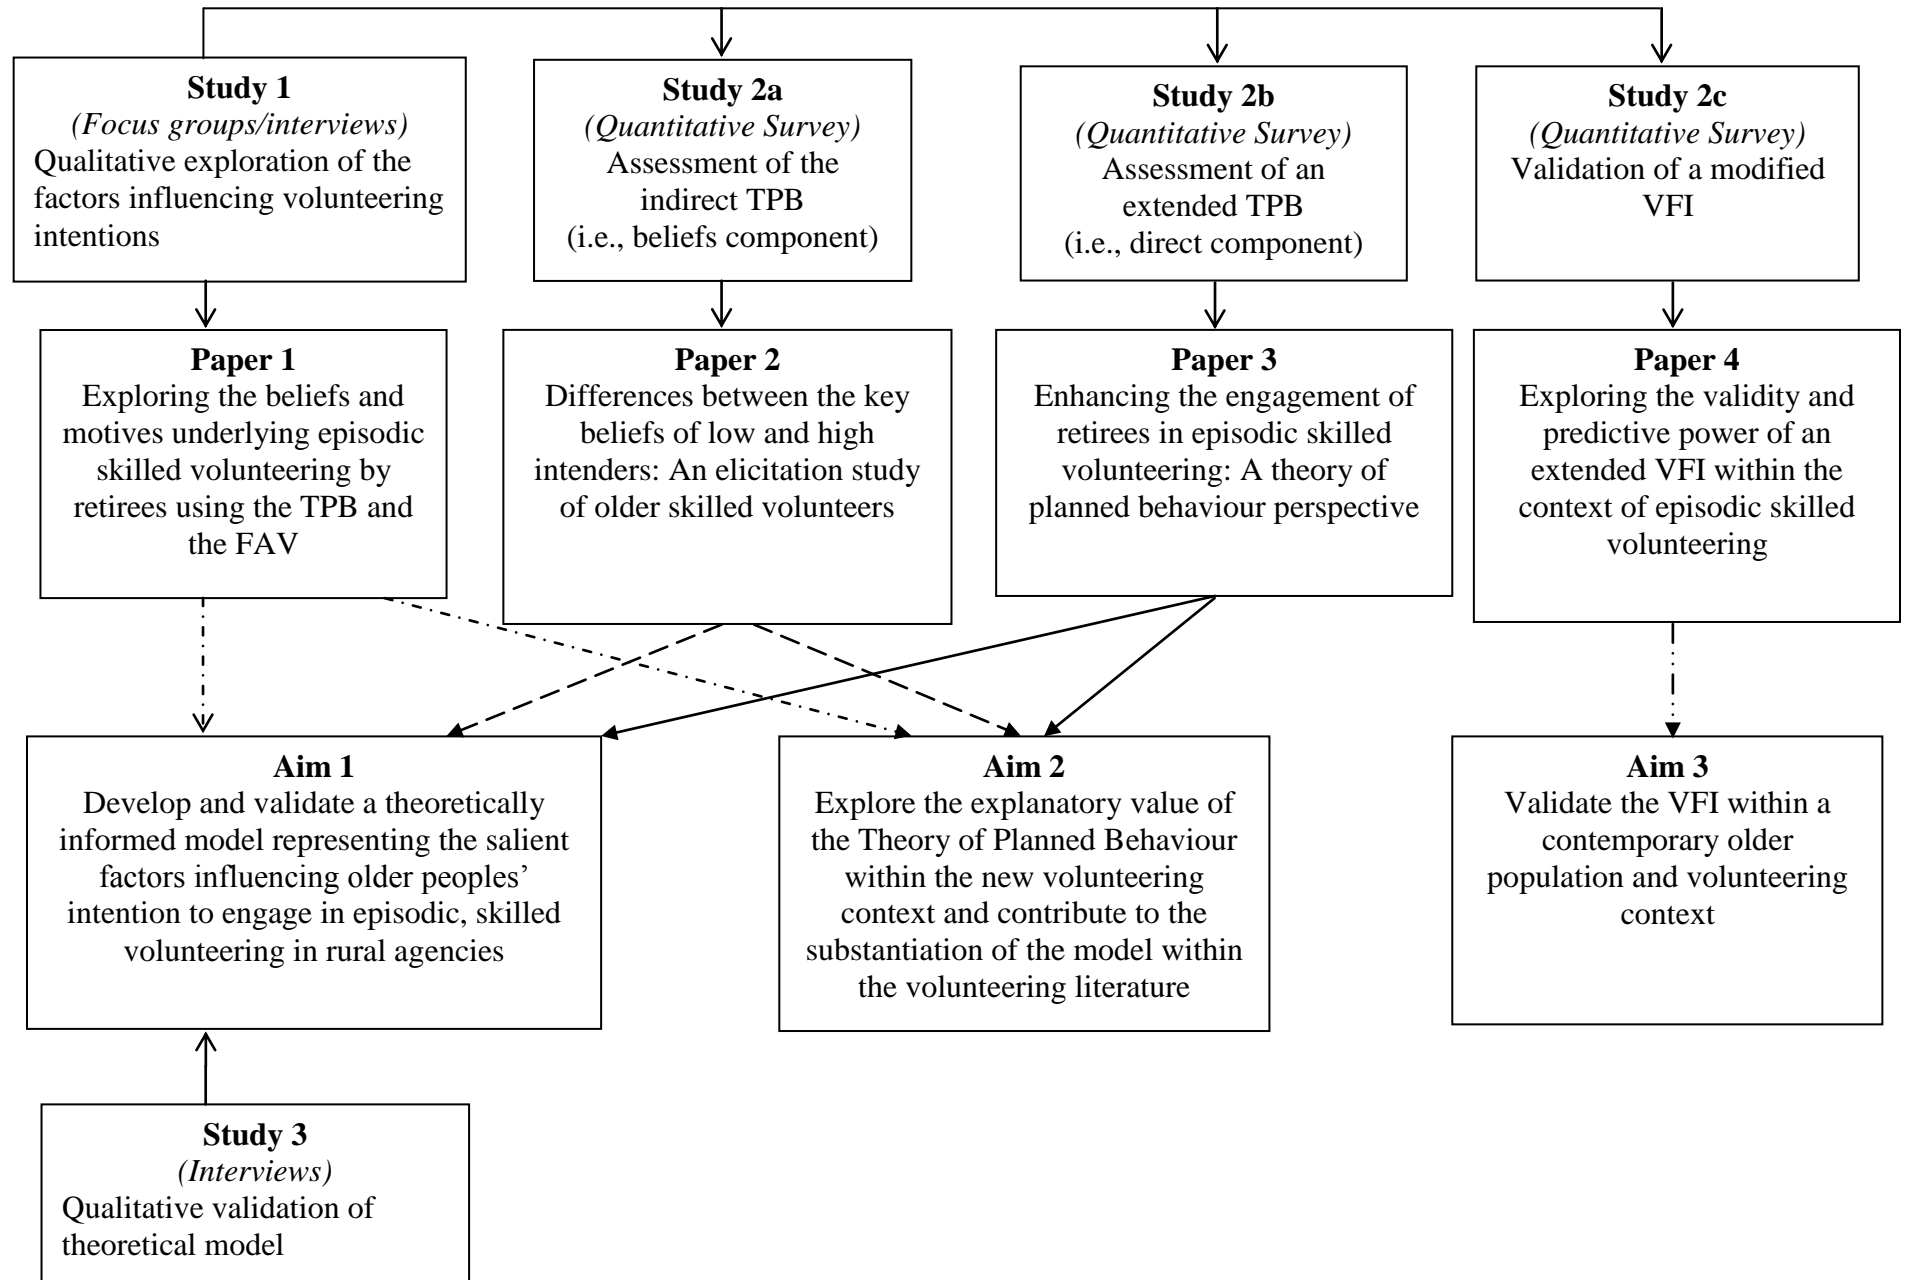 Study 1
(Focus groups/interviews)
Qualitative exploration of the
factors influencing volunteering
intentions
Study 2a
(Quantitative Survey)
Assessment of the
indirect TPB
(i.e., beliefs component)
Study 2b
(Quantitative Survey)
Assessment of an
extended TPB
(i.e., direct component)
Study 2c
(Quantitative Survey)
Validation of a modified
VFI
Paper 1
Exploring the beliefs and
motives underlying episodic
skilled volunteering by
retirees using the TPB and
the FAV
Paper 2
Differences between the key
beliefs of low and high
intenders: An elicitation study
of older skilled volunteers
Paper 3
Enhancing the engagement of
retirees in episodic skilled
volunteering: A theory of
planned behaviour perspective
Paper 4
Exploring the validity and
predictive power of an
extended VFI within the
context of episodic skilled
volunteering
Aim 1
Develop and validate a theoretically
informed model representing the salient
factors influencing older peoples’
intention to engage in episodic, skilled
volunteering in rural agencies
Aim 2
Explore the explanatory value of
the Theory of Planned Behaviour
within the new volunteering
context and contribute to the
substantiation of the model within
the volunteering literature
Aim 3
Validate the VFI within a
contemporary older
population and volunteering
context
Study 3
(Interviews)
Qualitative validation of
theoretical model